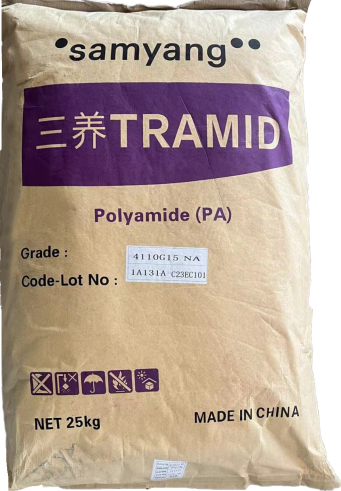 samyang
三养TRAMID
Polyamide (PA)
Grade : 4110G15 NA
Code-Lot No : 1A131A C23EC101
NET 25kg
MADE IN CHINA